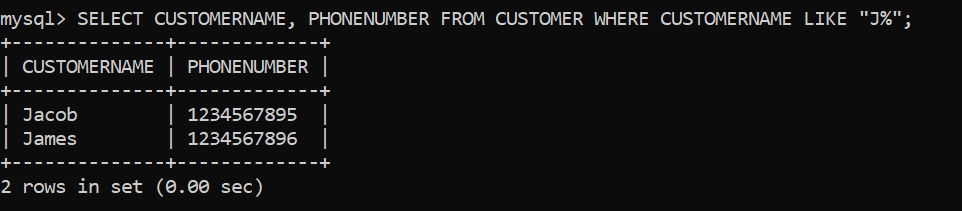 mysql> SELECT CUSTOMERNAME, PHONENUMBER FROM CUSTOMER WHERE CUSTOMERNAME LIKE "J%";
+--------------+-------------+
| CUSTOMERNAME | PHONENUMBER |
+--------------+-------------+
| Jacob        | 1234567895  |
| James        | 1234567896  |
+--------------+-------------+
2 rows in set (0.00 sec)